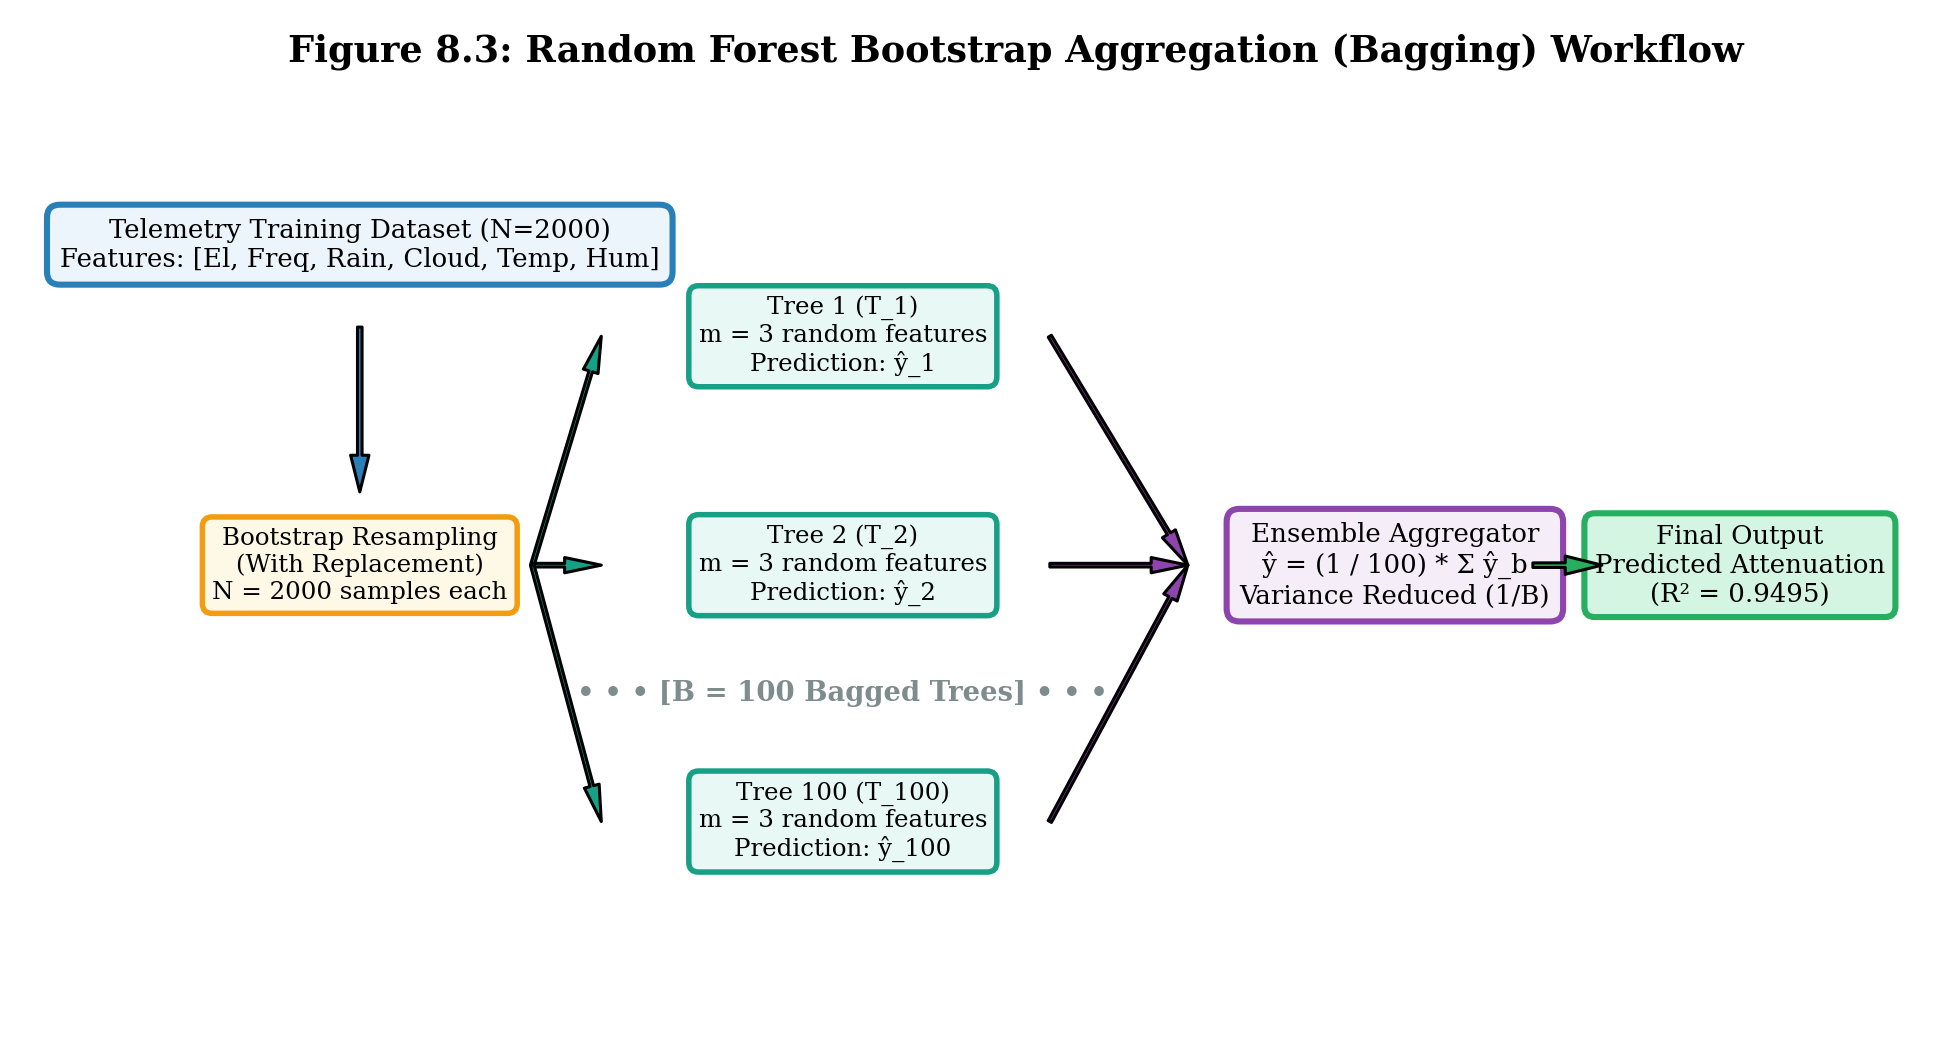 Figure 8.3: Random Forest Bootstrap Aggregation (Bagging) Workflow
Telemetry Training Dataset (N=2000)
Features: [El, Freq, Rain, Cloud, Temp, Hum]
Bootstrap Resampling
(With Replacement)
N = 2000 samples each
Tree 1 (T_1)
m = 3 random features
Prediction: ŷ_1
Tree 2 (T_2)
m = 3 random features
Prediction: ŷ_2
• • • [B = 100 Bagged Trees] • • •
Tree 100 (T_100)
m = 3 random features
Prediction: ŷ_100
Ensemble Aggregator
ŷ = (1 / 100) * Σ ŷ_b
Variance Reduced (1/B)
Final Output
Predicted Attenuation
(R² = 0.9495)